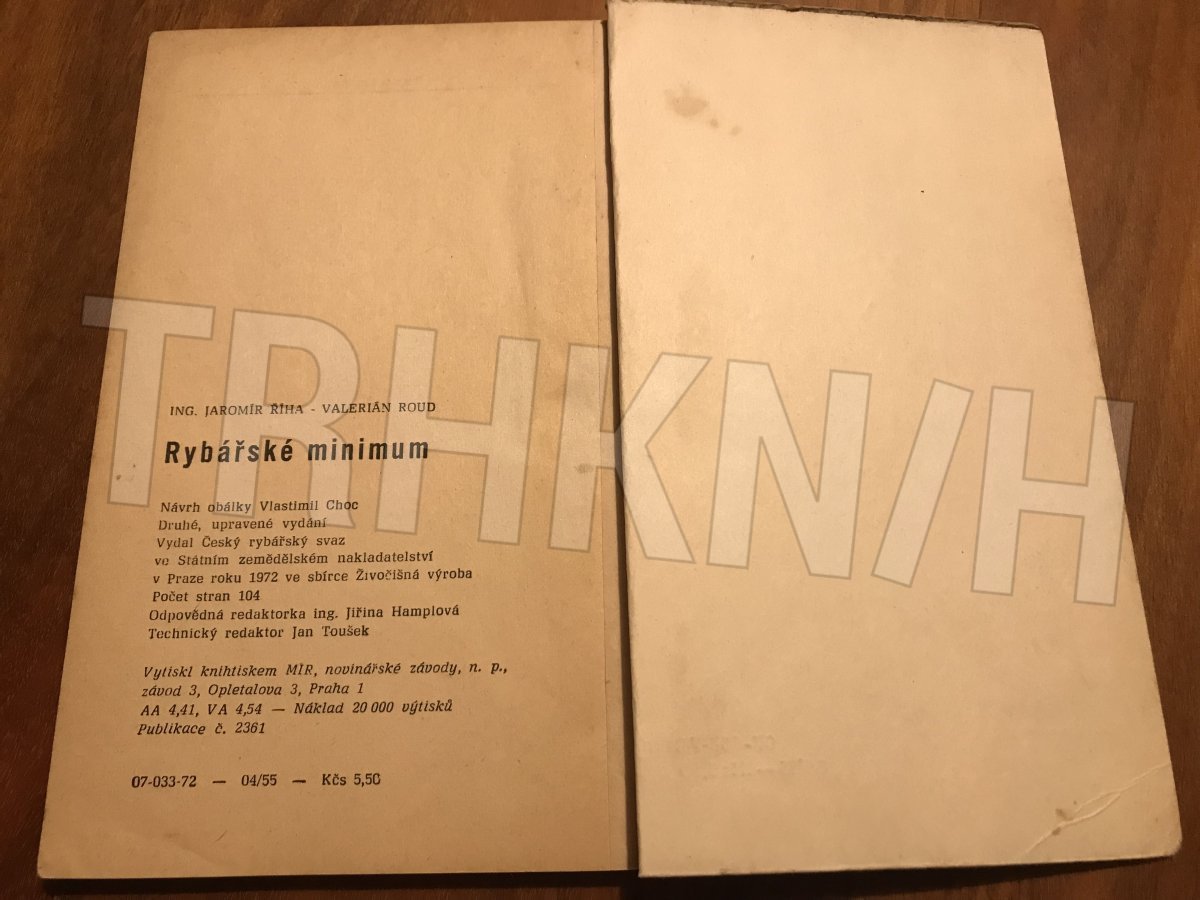 ING. JAROMÍR ŘÍHA - VALERIÁN ROUD
Rybářské minimum
Návrh obálky Vlastimil Choc
Druhé, upravené vydání
Vydal Český rybářský svaz
ve Státním zemědělském nakladatelství
v Praze roku 1972 ve sbírce Živočišná výroba
Počet stran 104
Odpovědná redaktorka ing. Jiřina Hamplová
Technický redaktor Jan Toušek
Vytiskl knihtiskem MÍR, novinářské závody, n. p.,
závod 3, Opletalova 3, Praha 1
AA 4,41, VA 4,54 — Náklad 20 000 výtisků
Publikace č. 2361
07-033-72 — 04/55 — Kčs 5,50
TRHKN/H